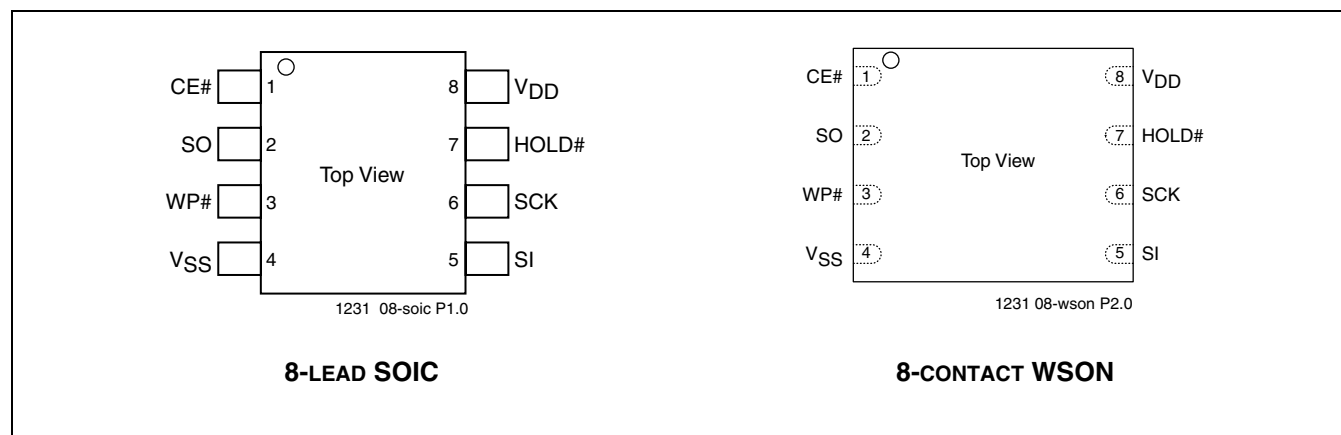 CE# 1 8 VDD
SO 2 7 HOLD#
Top View
WP# 3 6 SCK
VSS 4 5 SI
1231 08-soic P1.0
8-LEAD SOIC
CE# 1 8 VDD
SO 2 7 HOLD#
Top View
WP# 3 6 SCK
VSS 4 5 SI
1231 08-wson P2.0
8-CONTACT WSON